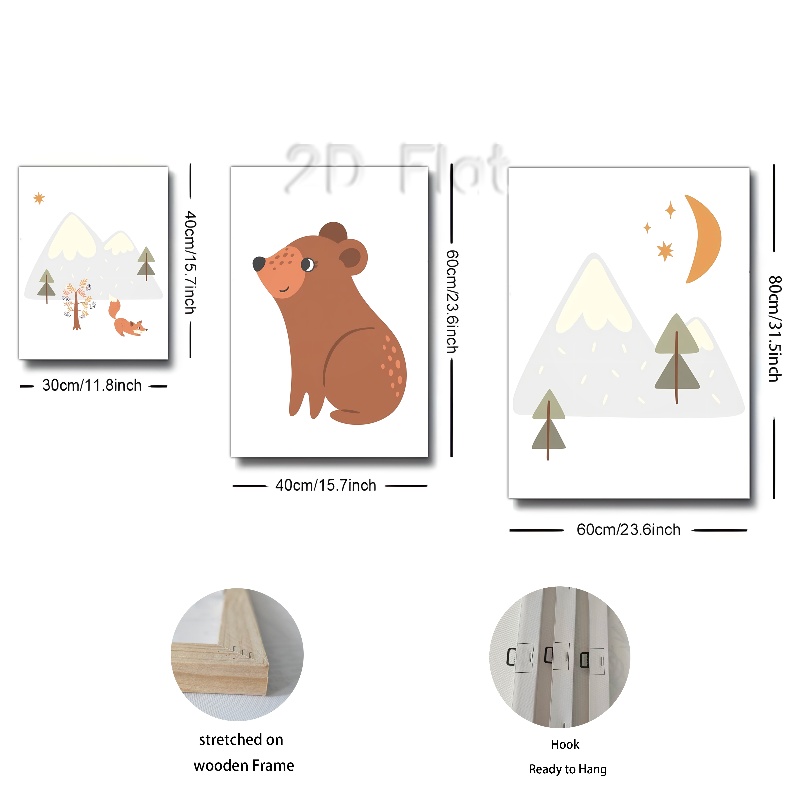 2D Flat
40cm/15.7inch
30cm/11.8inch
60cm/23.6inch
40cm/15.7inch
80cm/31.5inch
60cm/23.6inch
stretched on
wooden Frame
Hook
Ready to Hang